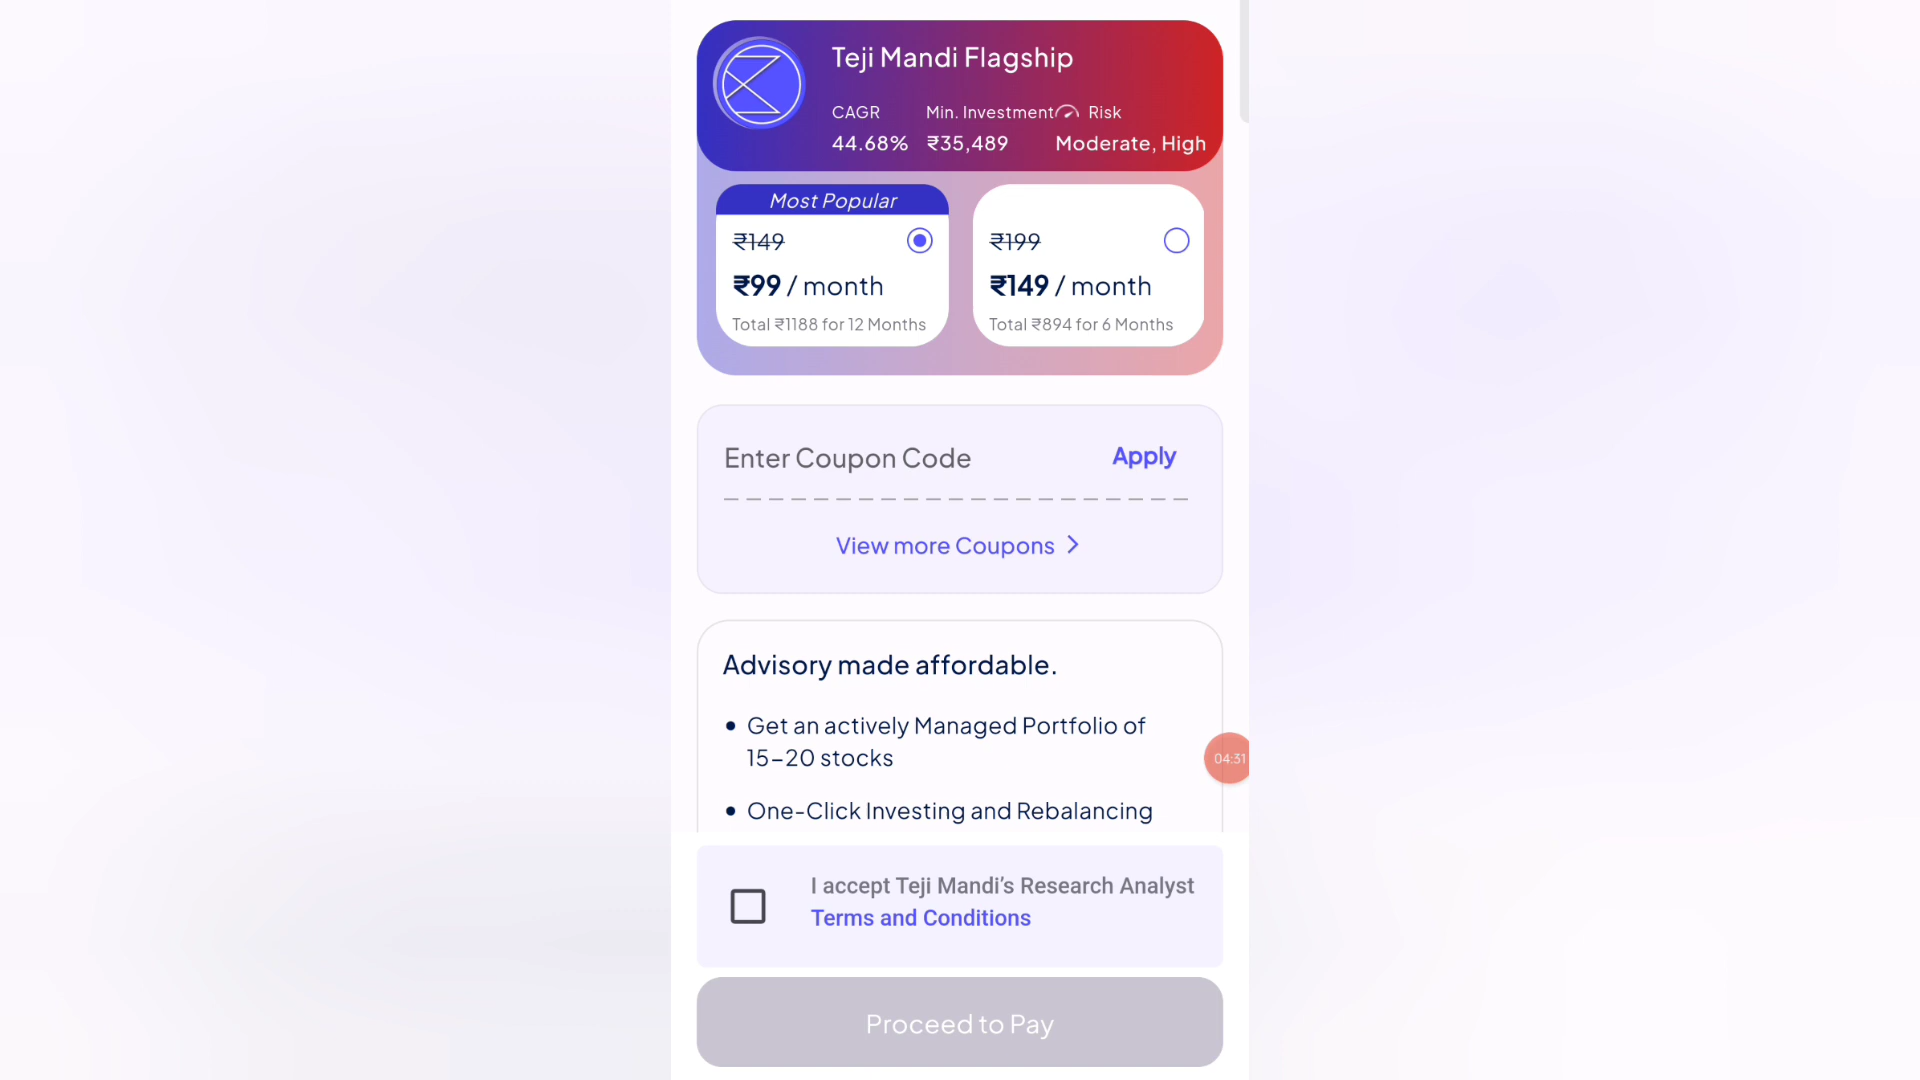 Teji Mandi Flagship
CAGR Min. Investment Risk
44.68% ₹35,489 Moderate, High
Most Popular
₹149
₹99 / month
Total ₹1188 for 12 Months
₹199
₹149 / month
Total ₹894 for 6 Months
Enter Coupon Code Apply
View more Coupons >
Advisory made affordable.
• Get an actively Managed Portfolio of
15-20 stocks
• One-Click Investing and Rebalancing
04:31
I accept Teji Mandi’s Research Analyst
Terms and Conditions
Proceed to Pay